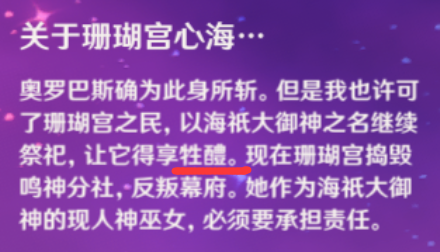 关于珊瑚宫心海…
奥罗巴斯确为此身所斩。但是我也许可
了珊瑚宫之民，以海祇大御神之名继续
祭祀，让它得享牲醴。现在珊瑚宫捣毁
鸣神分社，反叛幕府。她作为海祇大御
神的现人神巫女，必须要承担责任。